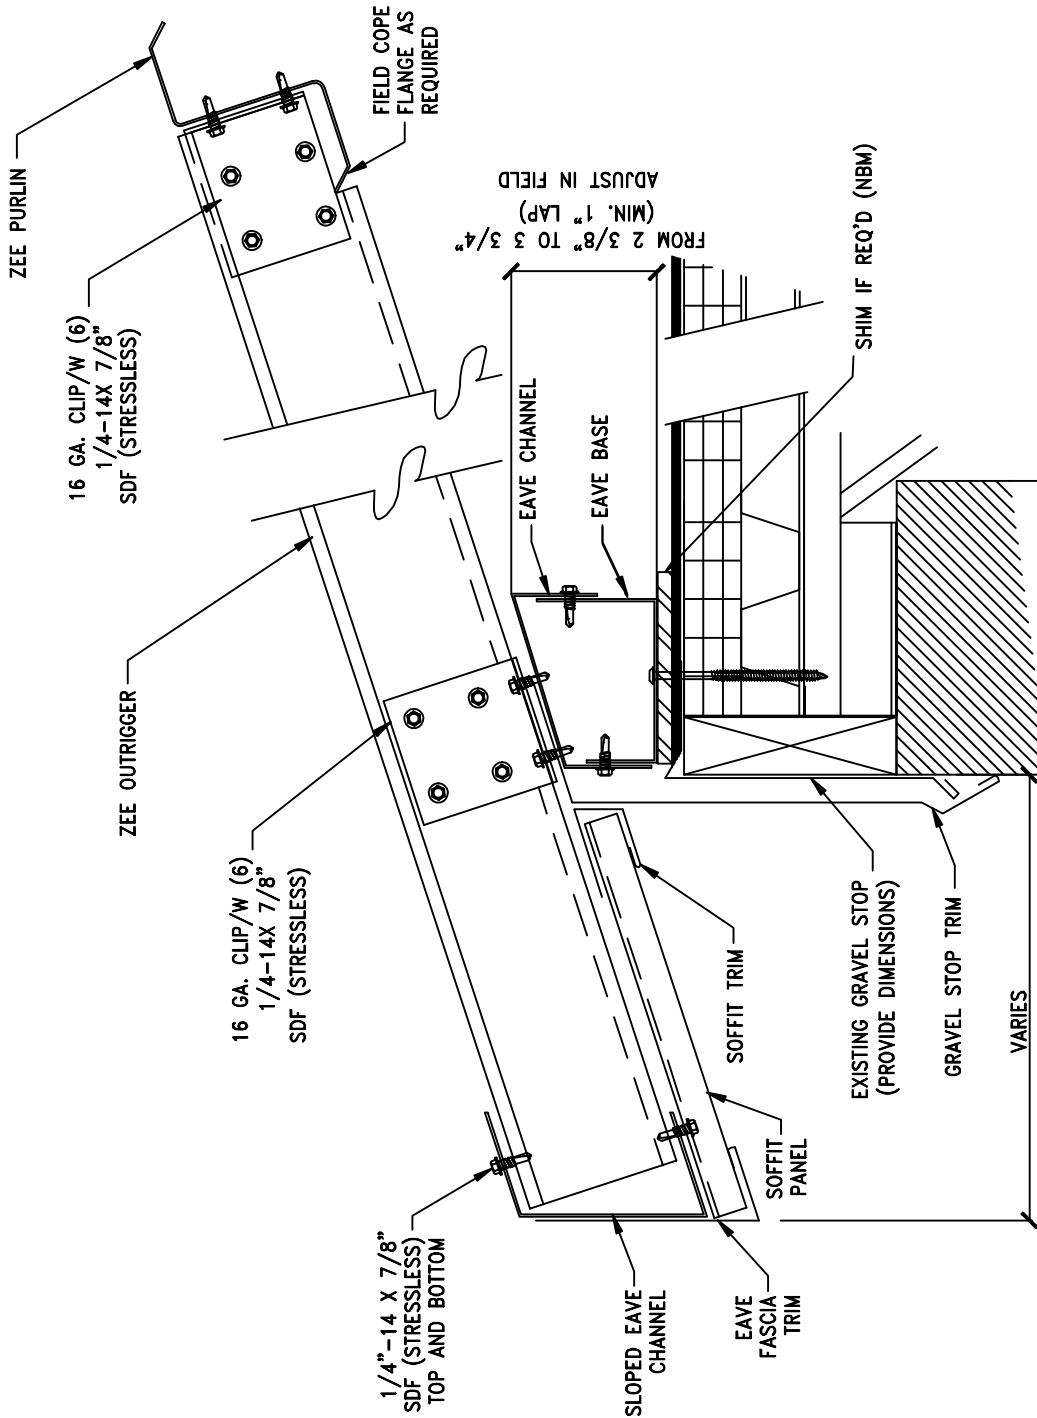 ZEE PURLIN
16 GA. CLIP/W (6)
1/4-14X 7/8"
SDF (STRESSLESS)
FIELD COPE
FLANGE AS
REQUIRED
ZEE OUTRIGGER
16 GA. CLIP/W (6)
1/4-14X 7/8"
SDF (STRESSLESS)
1/4"-14 X 7/8"
SDF (STRESSLESS)
TOP AND BOTTOM
SLOPED EAVE
CHANNEL
EAVE
FASCIA
TRIM
SOFFIT
PANEL
SOFFIT TRIM
EXISTING GRAVEL STOP
(PROVIDE DIMENSIONS)
GRAVEL STOP TRIM
VARIES
EAVE CHANNEL
EAVE BASE
SHIM IF REQ'D (NBM)
FROM 2 3/8" TO 3 3/4"
(MIN. 1" LAP)
ADJUST IN FIELD